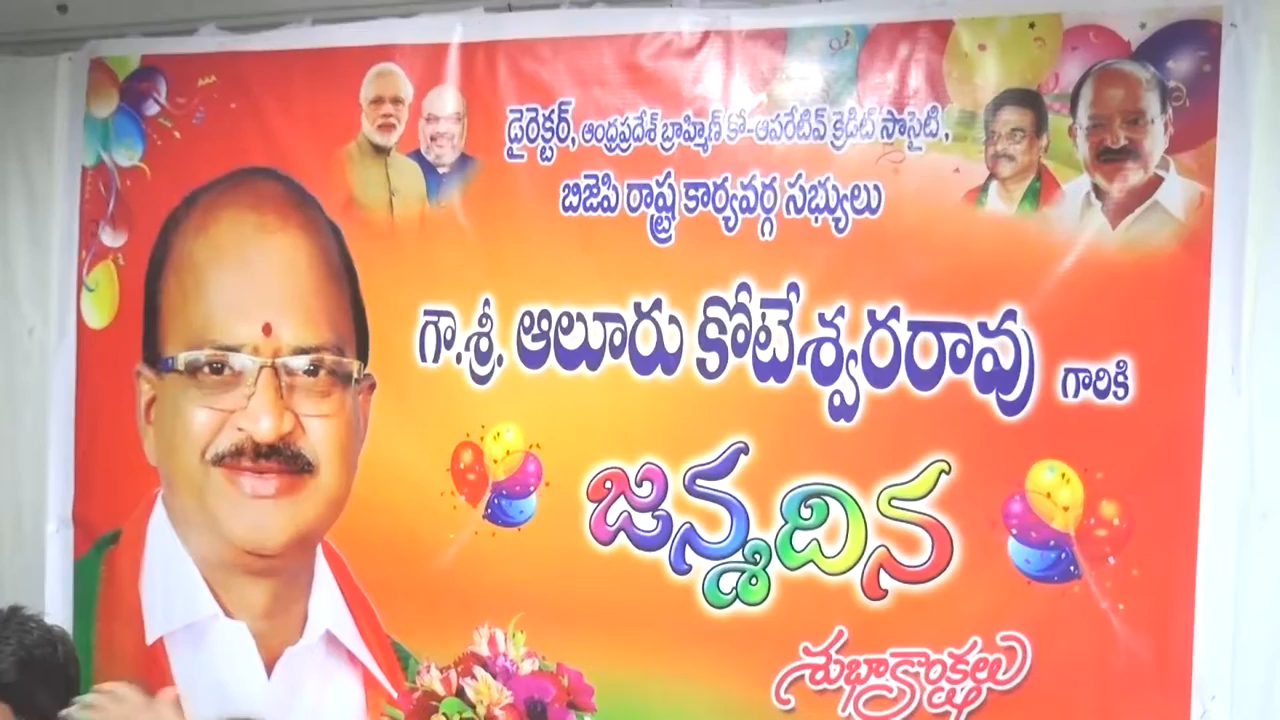 డైరెక్టర్, ఆంధ్రప్రదేశ్ బ్రాహ్మిణ్ కో-ఆపరేటివ్ క్రెడిట్ సొసైటి,
బిజెపి రాష్ట్ర కార్యవర్గ సభ్యులు
గౌ.శ్రీ. ఆలూరు కోటేశ్వరరావు గారికి
జన్మదిన
శుభాకాంక్షలు